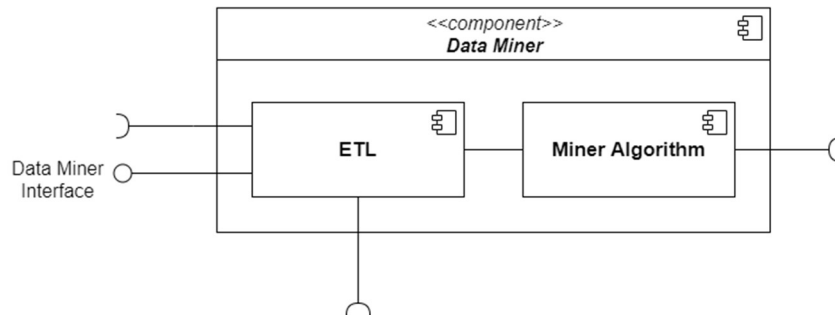 <<component>>
Data Miner
ETL
Miner Algorithm
Data Miner
Interface